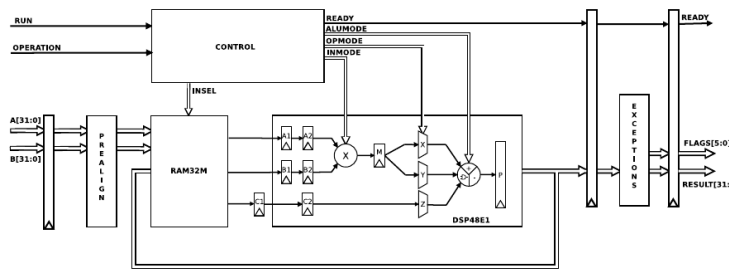 RUN
OPERATION
CONTROL
READY
ALUMODE
OPMODE
INMODE
READY
INSEL
A[31:0]
B[31:0]
PREALIGN
RAM32M
A1
A2
B1
B2
C1
C2
X
M
X
Y
Z
+
-
P
DSP48E1
EXCEPTIONS
FLAGS[5:0]
RESULT[31: